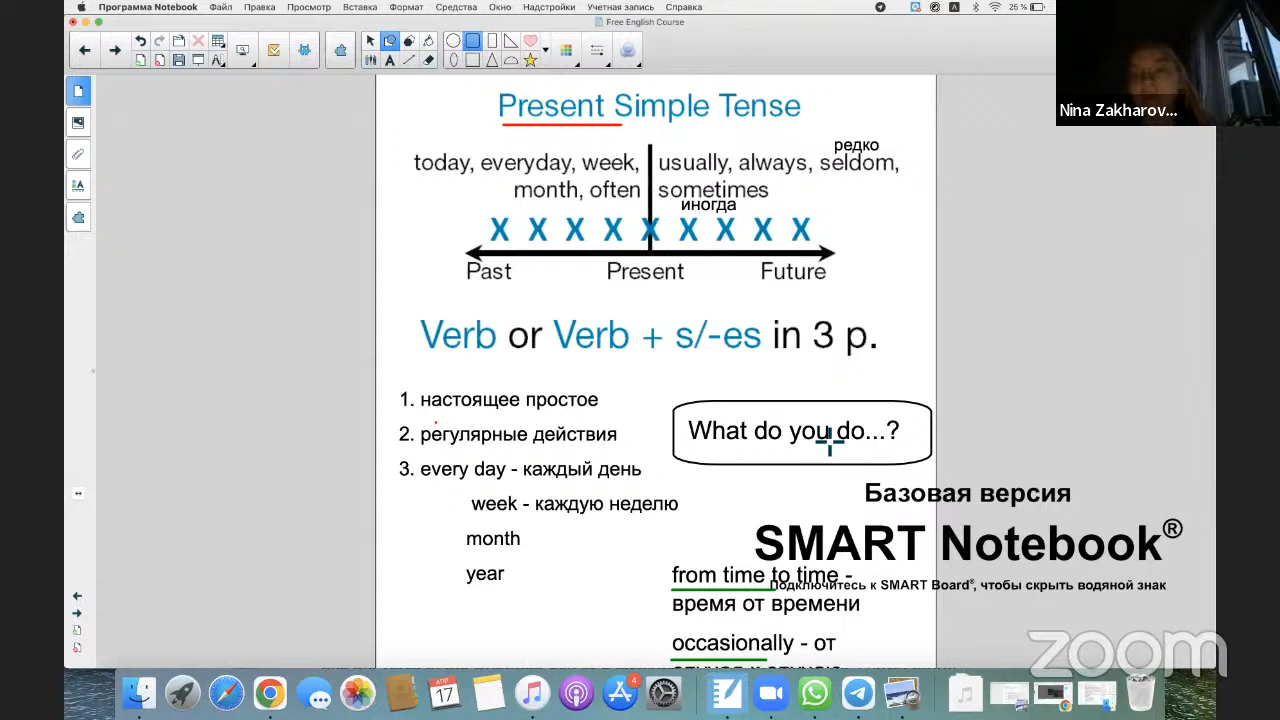 Программа Notebook Файл Правка Просмотр Вставка Формат Средства Окно Надстройки Учетная запись Справка
A 25 %
Free English Course
Nina Zakharov...
Present Simple Tense
редко
today, everyday, week, usually, always, seldom,
month, often sometimes
иногда
X X X X X X X X X
Past Present Future
Verb or Verb + s/-es in 3 p.
1. настоящее простое
What do you do...?
2. регулярные действия
3. every day - каждый день
week - каждую неделю
month
year
Базовая версия
SMART Notebook®
Подключитесь к SMART Board®, чтобы скрыть водяной знак
from time to time -
время от времени
occasionally - от
zoom
АПР
17
4